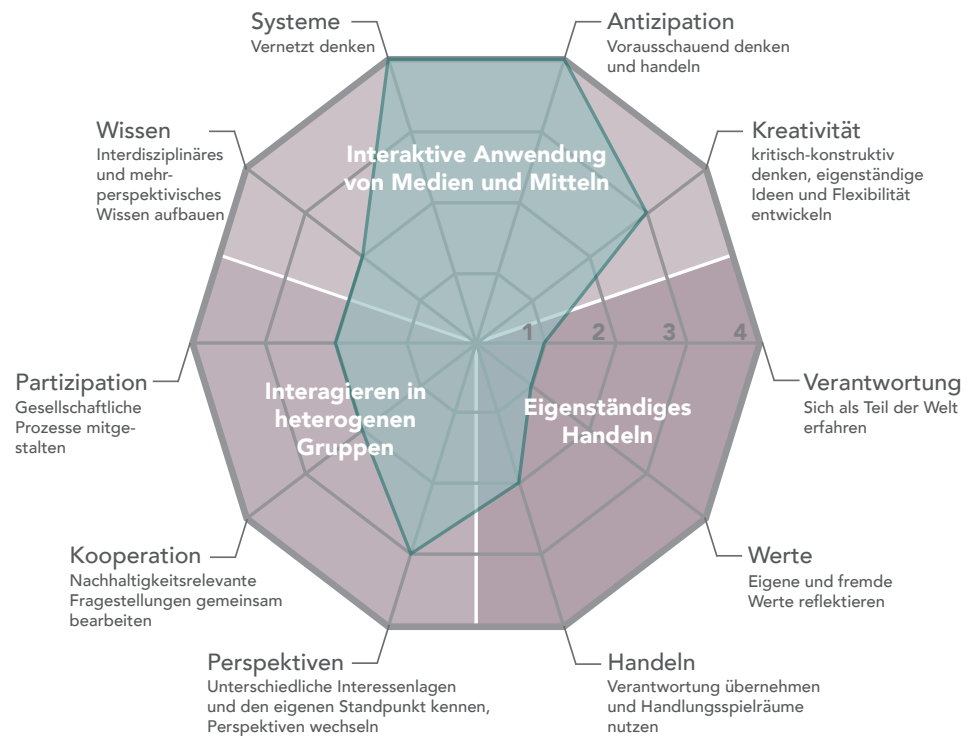 Systeme
Vernetzt denken
Antizipation
Vorausschauend denken
und handeln
Wissen
Interdisziplinäres
und mehr-
perspektivisches
Wissen aufbauen
Kreativität
kritisch-konstruktiv
denken, eigenständige
Ideen und Flexibilität
entwickeln
Interaktive Anwendung
von Medien und Mitteln
1 2 3 4
Partizipation
Gesellschaftliche
Prozesse mitge-
stalten
Interagieren in
heterogenen
Gruppen
Eigenständiges
Handeln
Verantwortung
Sich als Teil der Welt
erfahren
Kooperation
Nachhaltigkeitsrelevante
Fragestellungen gemeinsam
bearbeiten
Werte
Eigene und fremde
Werte reflektieren
Perspektiven
Unterschiedliche Interessenlagen
und den eigenen Standpunkt kennen,
Perspektiven wechseln
Handeln
Verantwortung übernehmen
und Handlungsspielräume
nutzen